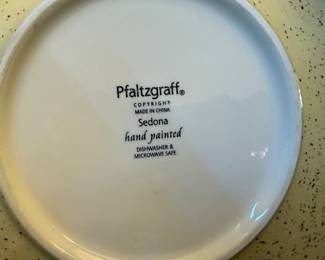 Pfaltzgraff®
COPYRIGHT
MADE IN CHINA
Sedona
hand painted
DISHWASHER &
MICROWAVE SAFE